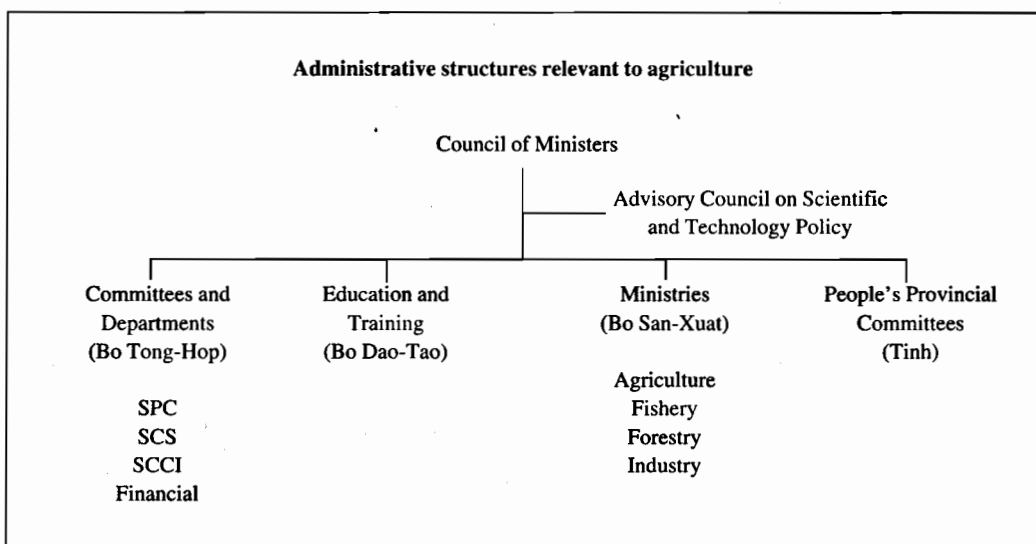 Administrative structures relevant to agriculture
Council of Ministers
Advisory Council on Scientific
and Technology Policy
Committees and
Departments
(Bo Tong-Hop)
SPC
SCS
SCCI
Financial
Education and
Training
(Bo Dao-Tao)
Ministries
(Bo San-Xuat)
Agriculture
Fishery
Forestry
Industry
People's Provincial
Committees
(Tinh)